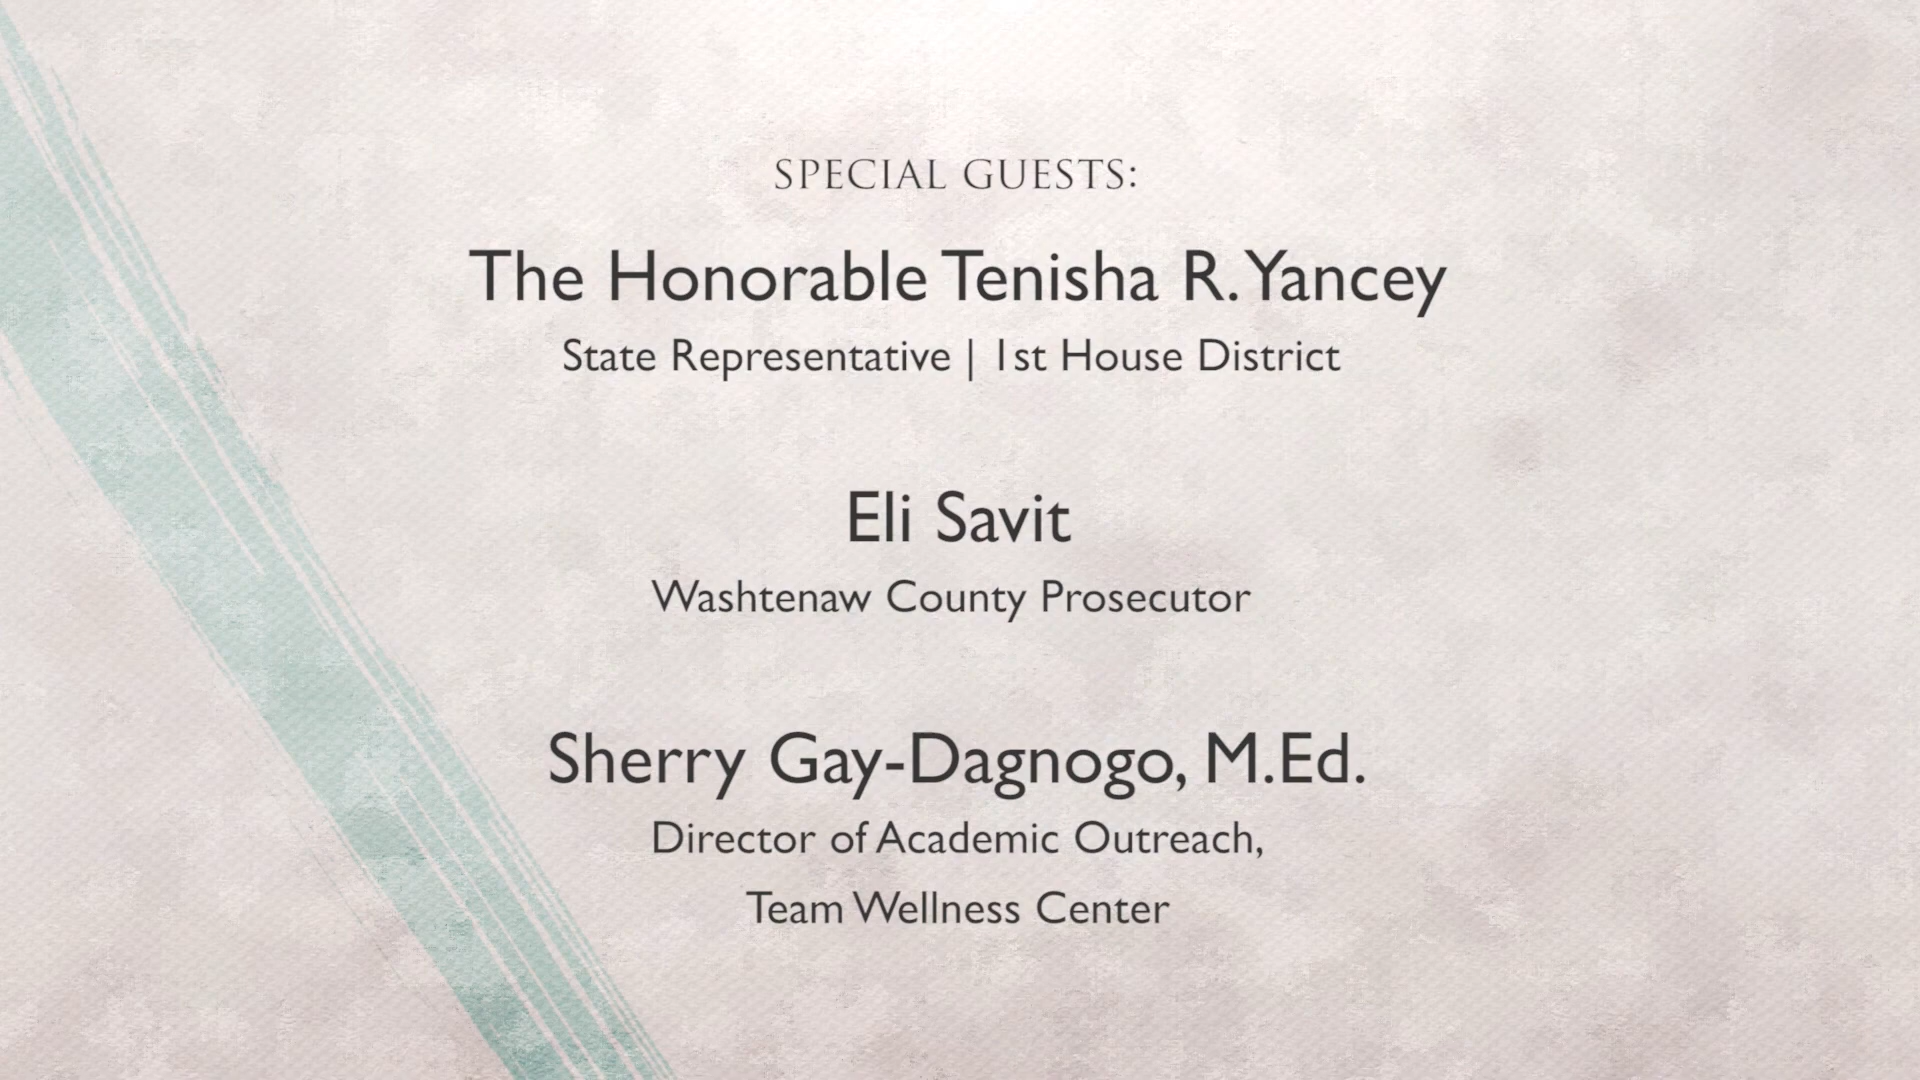 SPECIAL GUESTS:
The Honorable Tenisha R. Yancey
State Representative | 1st House District
Eli Savit
Washtenaw County Prosecutor
Sherry Gay-Dagnogo, M.Ed.
Director of Academic Outreach,
Team Wellness Center